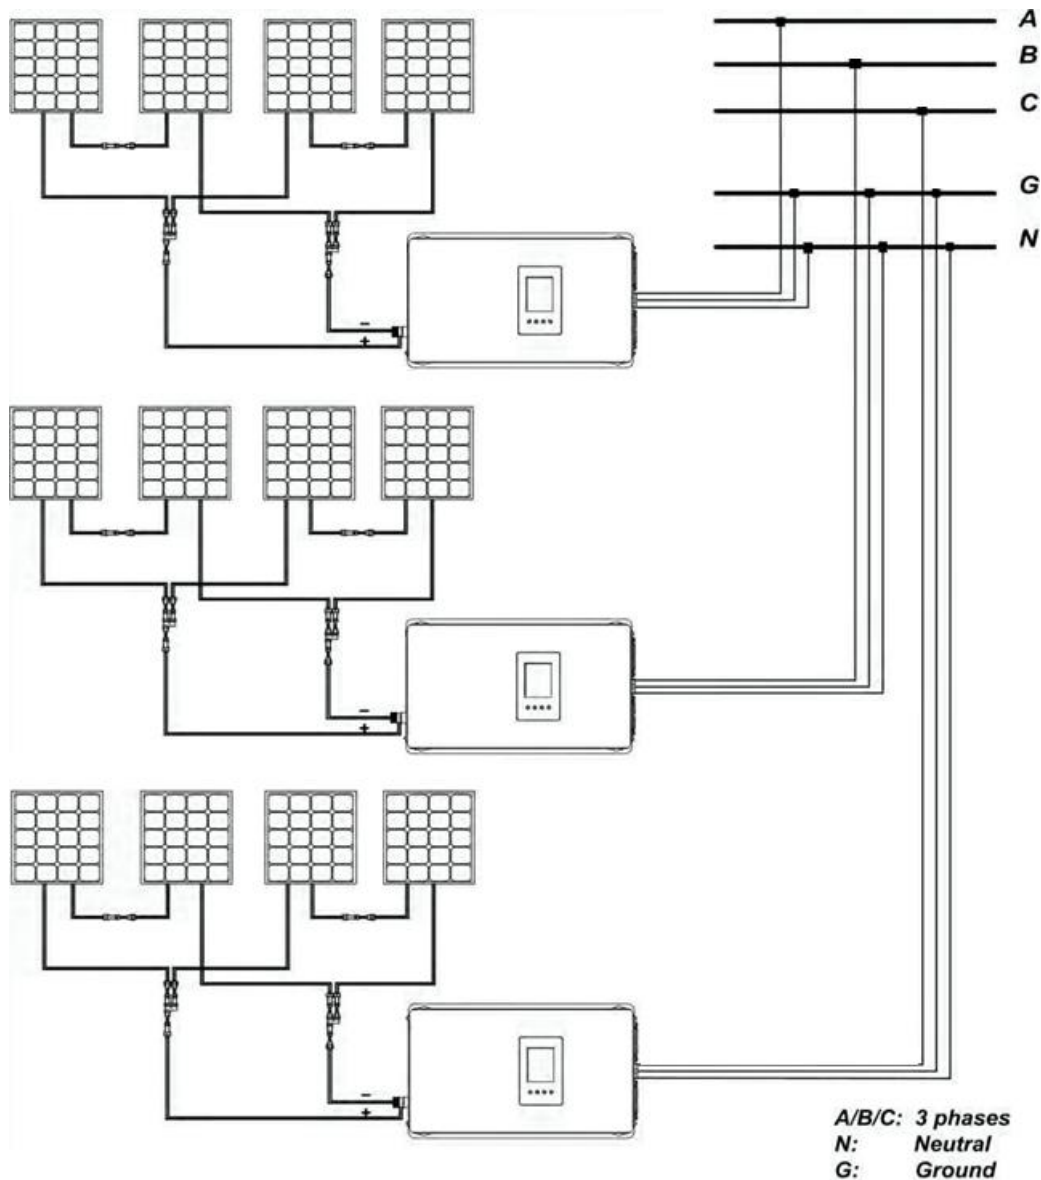 A
B
C
G
N
−
+
−
+
−
+
A/B/C: 3 phases
N: Neutral
G: Ground